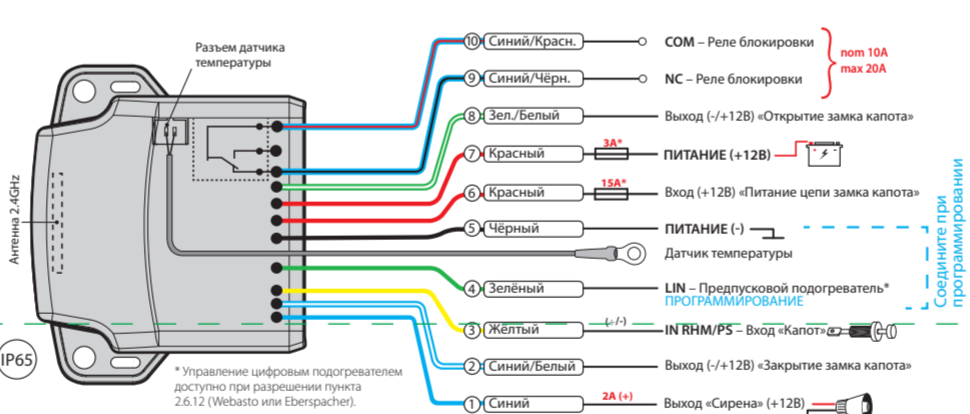 Разъем датчика
температуры
Антенна 2.4GHz
IP65
10 Синий/Красн. COM – Реле блокировки
nom 10A
max 20A
9 Синий/Чёрн. NC – Реле блокировки
8 Зел./Белый Выход (-/+12В) «Открытие замка капота»
7 Красный 3А* ПИТАНИЕ (+12В)
6 Красный 15А* Вход (+12В) «Питание цепи замка капота»
5 Чёрный ПИТАНИЕ (-)
Датчик температуры
4 Зелёный LIN – Предпусковой подогреватель*
ПРОГРАММИРОВАНИЕ
Соедините при
программировании
3 Жёлтый (-/-) IN RHM/PS – Вход «Капот»
2 Синий/Белый Выход (-/+12В) «Закрытие замка капота»
1 Синий 2А (+) Выход «Сирена» (+12В)
* Управление цифровым подогревателем
доступно при разрешении пункта
2.6.12 (Webasto или Eberspacher).